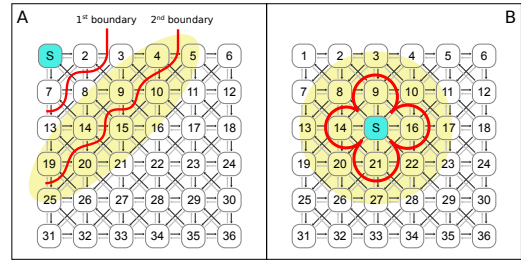 A
1st boundary 2nd boundary
S 2 3 4 5 6
7 8 9 10 11 12
13 14 15 16 17 18
19 20 21 22 23 24
25 26 27 28 29 30
31 32 33 34 35 36
B
1 2 3 4 5 6
7 8 9 10 11 12
13 14 S 16 17 18
19 20 21 22 23 24
25 26 27 28 29 30
31 32 33 34 35 36